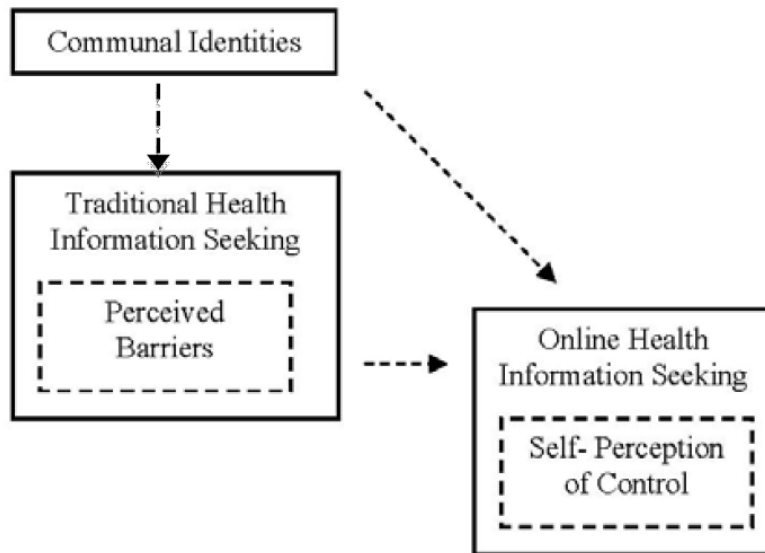 Communal Identities
Traditional Health
Information Seeking
Perceived
Barriers
Online Health
Information Seeking
Self- Perception
of Control